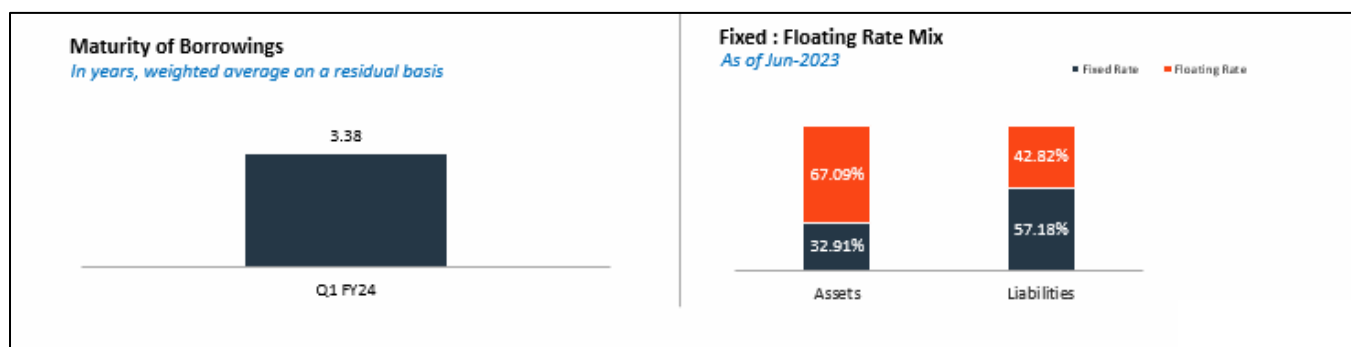 Maturity of Borrowings
In years, weighted average on a residual basis
3.38
Q1 FY24
Fixed : Floating Rate Mix
As of Jun-2023
Fixed Rate Floating Rate
67.09% 42.82%
32.91% 57.18%
Assets Liabilities